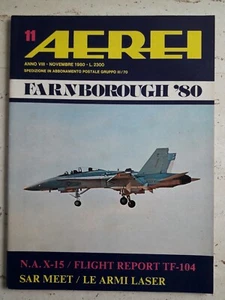 11 AEREI
ANNO VIII - NOVEMBRE 1980 - L. 2300
SPEDIZIONE IN ABBONAMENTO POSTALE GRUPPO III/70
FARNBOROUGH '80
N.A. X-15 / FLIGHT REPORT TF-104
SAR MEET / LE ARMI LASER